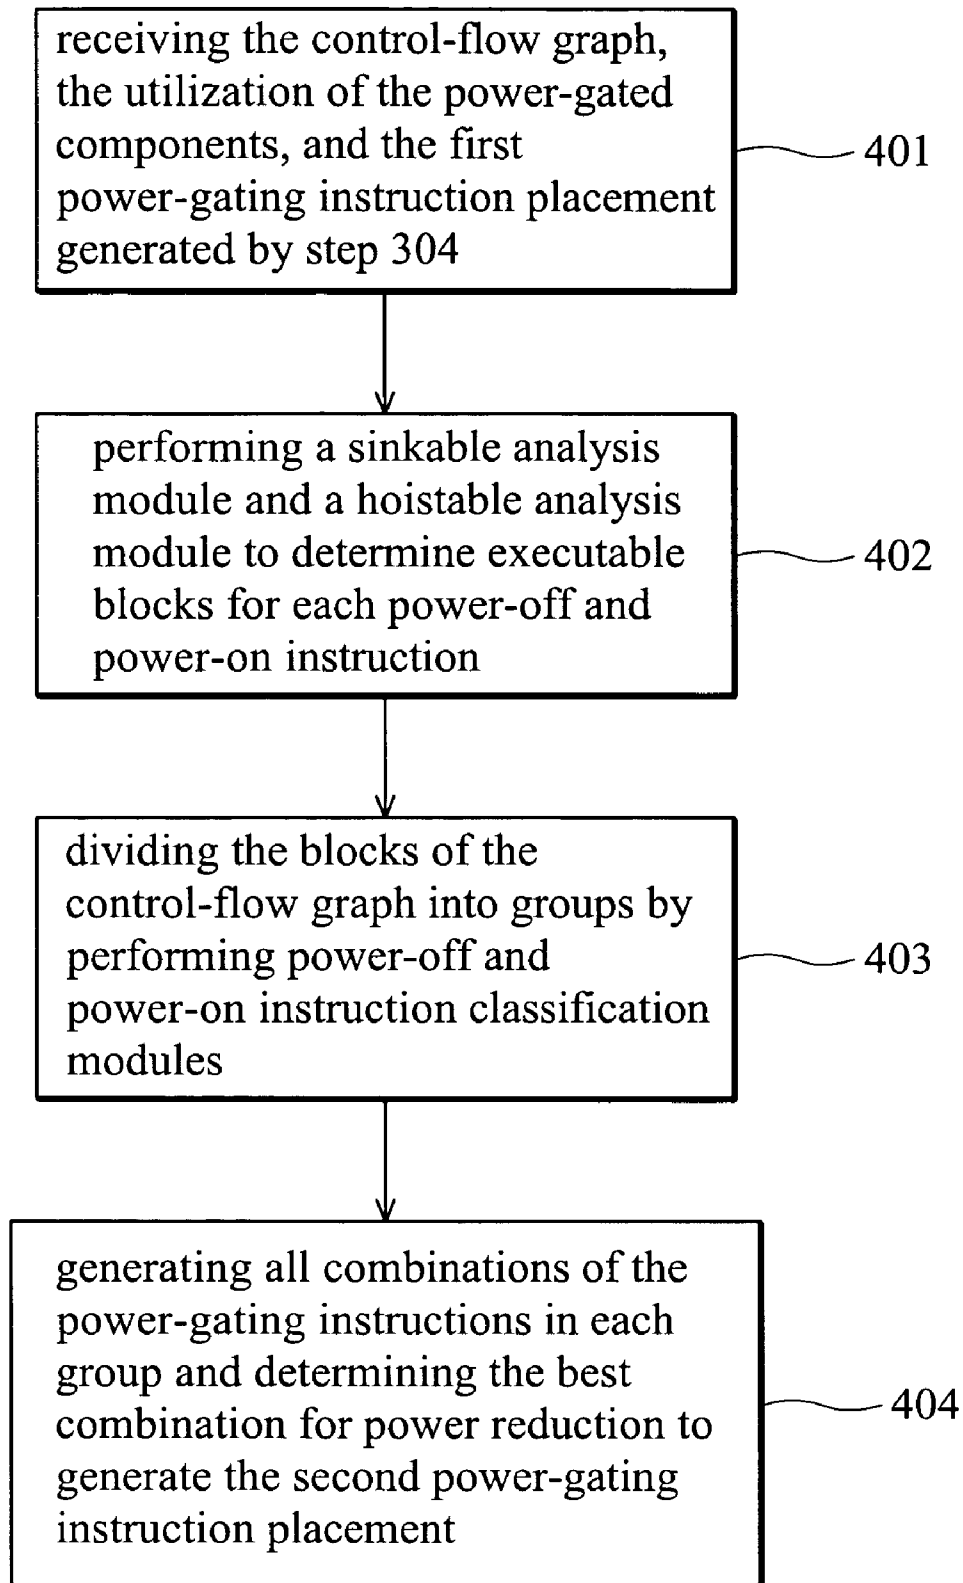 receiving the control-flow graph,
the utilization of the power-gated
components, and the first
power-gating instruction placement
generated by step 304
401
performing a sinkable analysis
module and a hoistable analysis
module to determine executable
blocks for each power-off and
power-on instruction
402
dividing the blocks of the
control-flow graph into groups by
performing power-off and
power-on instruction classification
modules
403
generating all combinations of the
power-gating instructions in each
group and determining the best
combination for power reduction to
generate the second power-gating
instruction placement
404